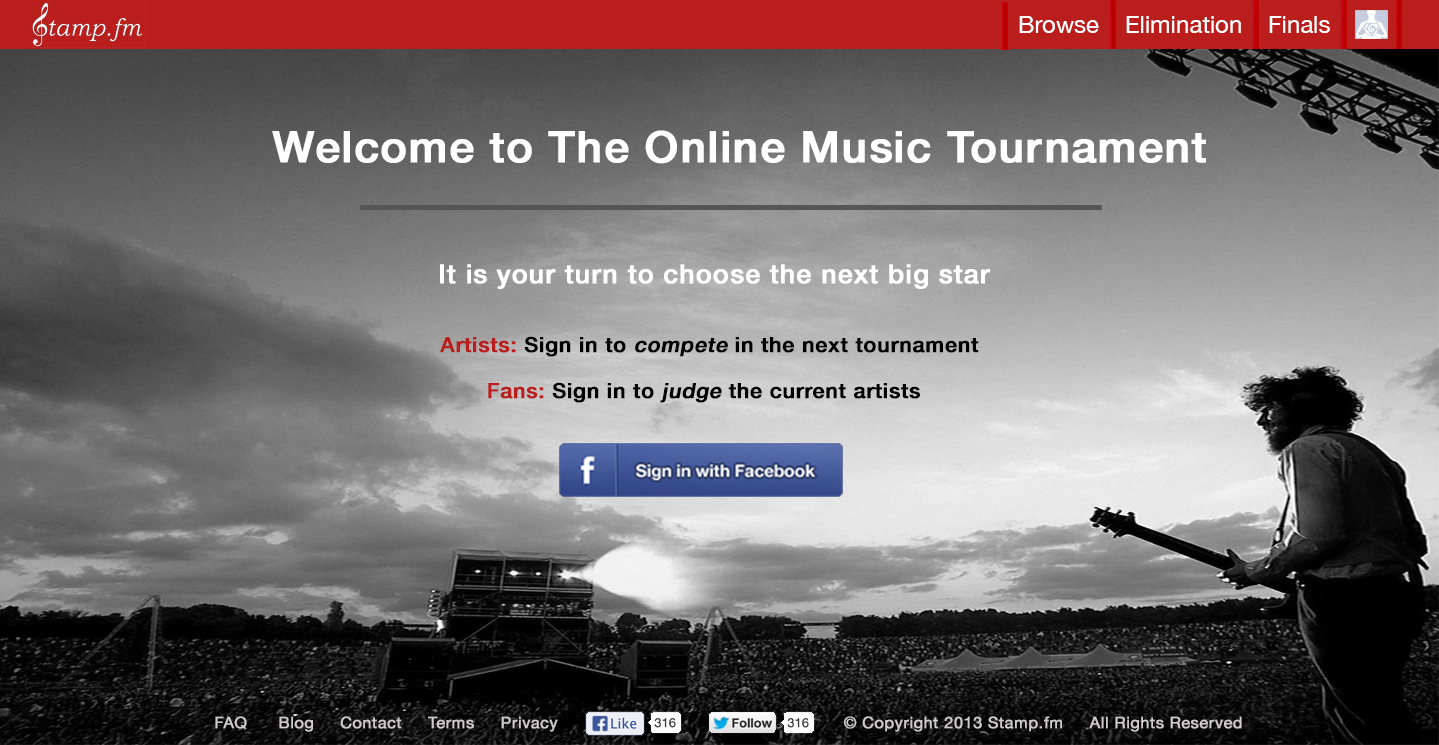 Stamp.fm Browse Elimination Finals
Welcome to The Online Music Tournament
It is your turn to choose the next big star
Artists: Sign in to compete in the next tournament
Fans: Sign in to judge the current artists
f Sign in with Facebook
FAQ Blog Contact Terms Privacy Like 316 Follow 316 © Copyright 2013 Stamp.fm All Rights Reserved